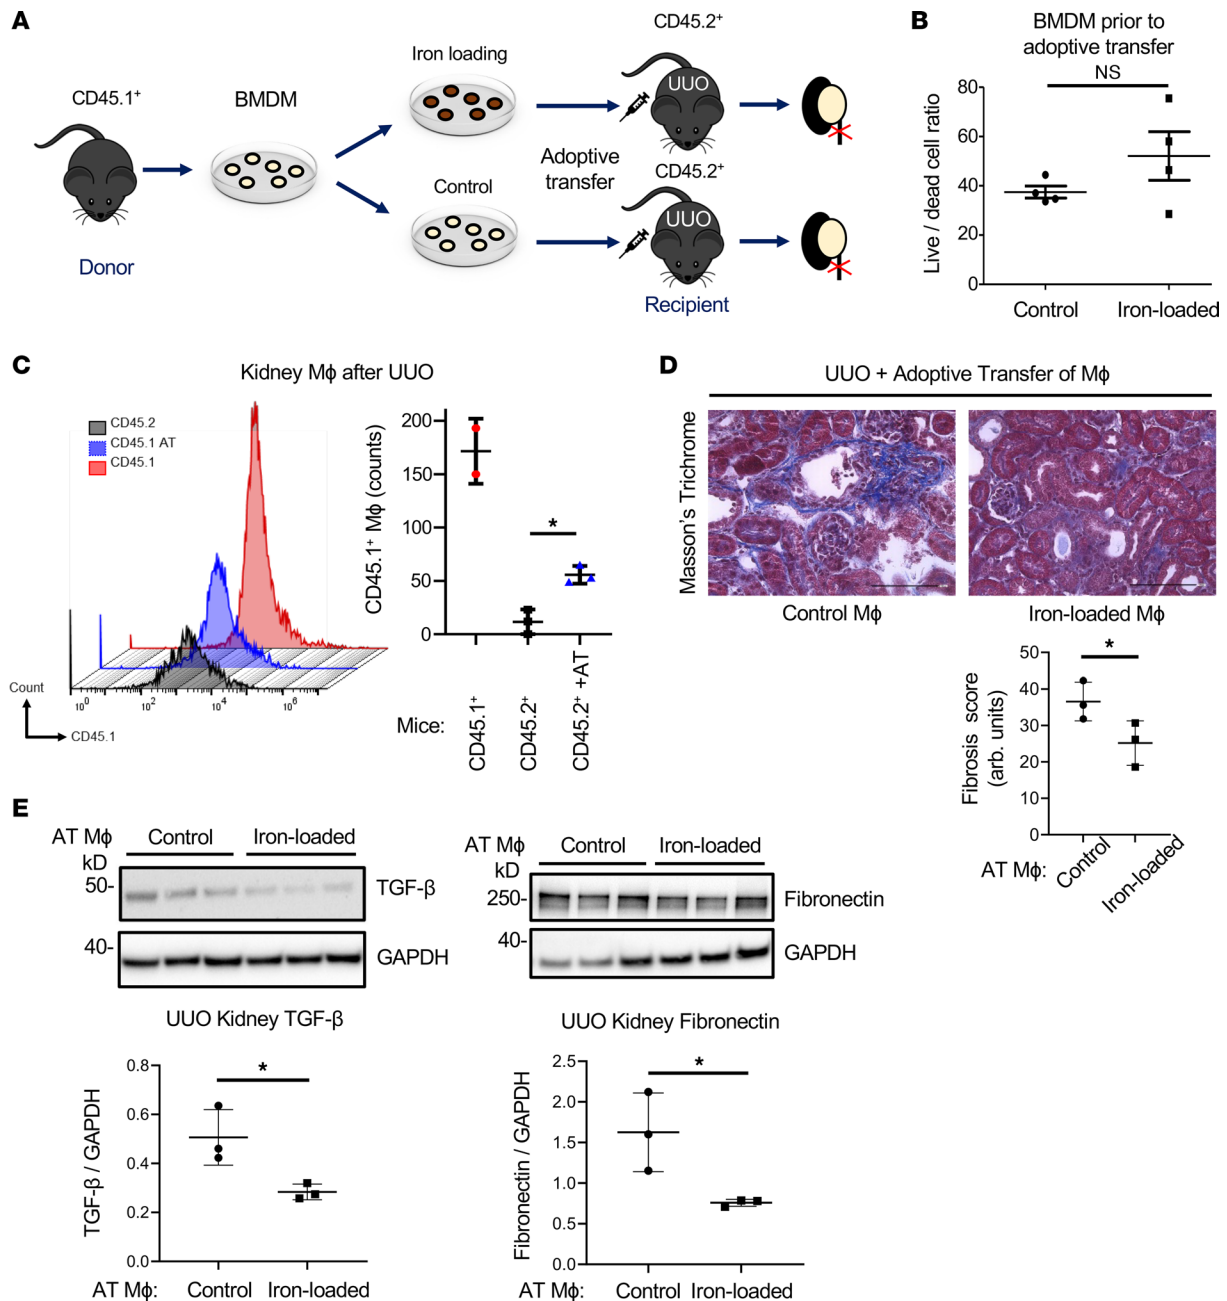 A
CD45.1+
Donor
BMDM
Iron loading
Control
Adoptive
transfer
CD45.2+
UUO
CD45.2+
UUO
Recipient
B
BMDM prior to
adoptive transfer
NS
Live / dead cell ratio
80
60
40
20
0
Control
Iron-loaded
C
Kidney Mϕ after UUO
CD45.2
CD45.1 AT
CD45.1
Count
CD45.1
10^0
10^2
10^4
10^6
CD45.1+ Mϕ (counts)
200
150
100
50
0
*
Mice:
CD45.1+
CD45.2+
CD45.2+ +AT
D
UUO + Adoptive Transfer of Mϕ
Masson's Trichrome
Control Mϕ
Iron-loaded Mϕ
Fibrosis score
(arb. units)
50
40
30
20
10
0
*
AT Mϕ:
Control
Iron-loaded
E
AT Mϕ
Control
Iron-loaded
kD
50-
TGF-β
40-
GAPDH
AT Mϕ
Control
Iron-loaded
kD
250-
Fibronectin
40-
GAPDH
UUO Kidney TGF-β
TGF-β / GAPDH
0.8
0.6
0.4
0.2
0.0
*
AT Mϕ:
Control
Iron-loaded
UUO Kidney Fibronectin
Fibronectin / GAPDH
2.5
2.0
1.5
1.0
0.5
0.0
*
AT Mϕ:
Control
Iron-loaded